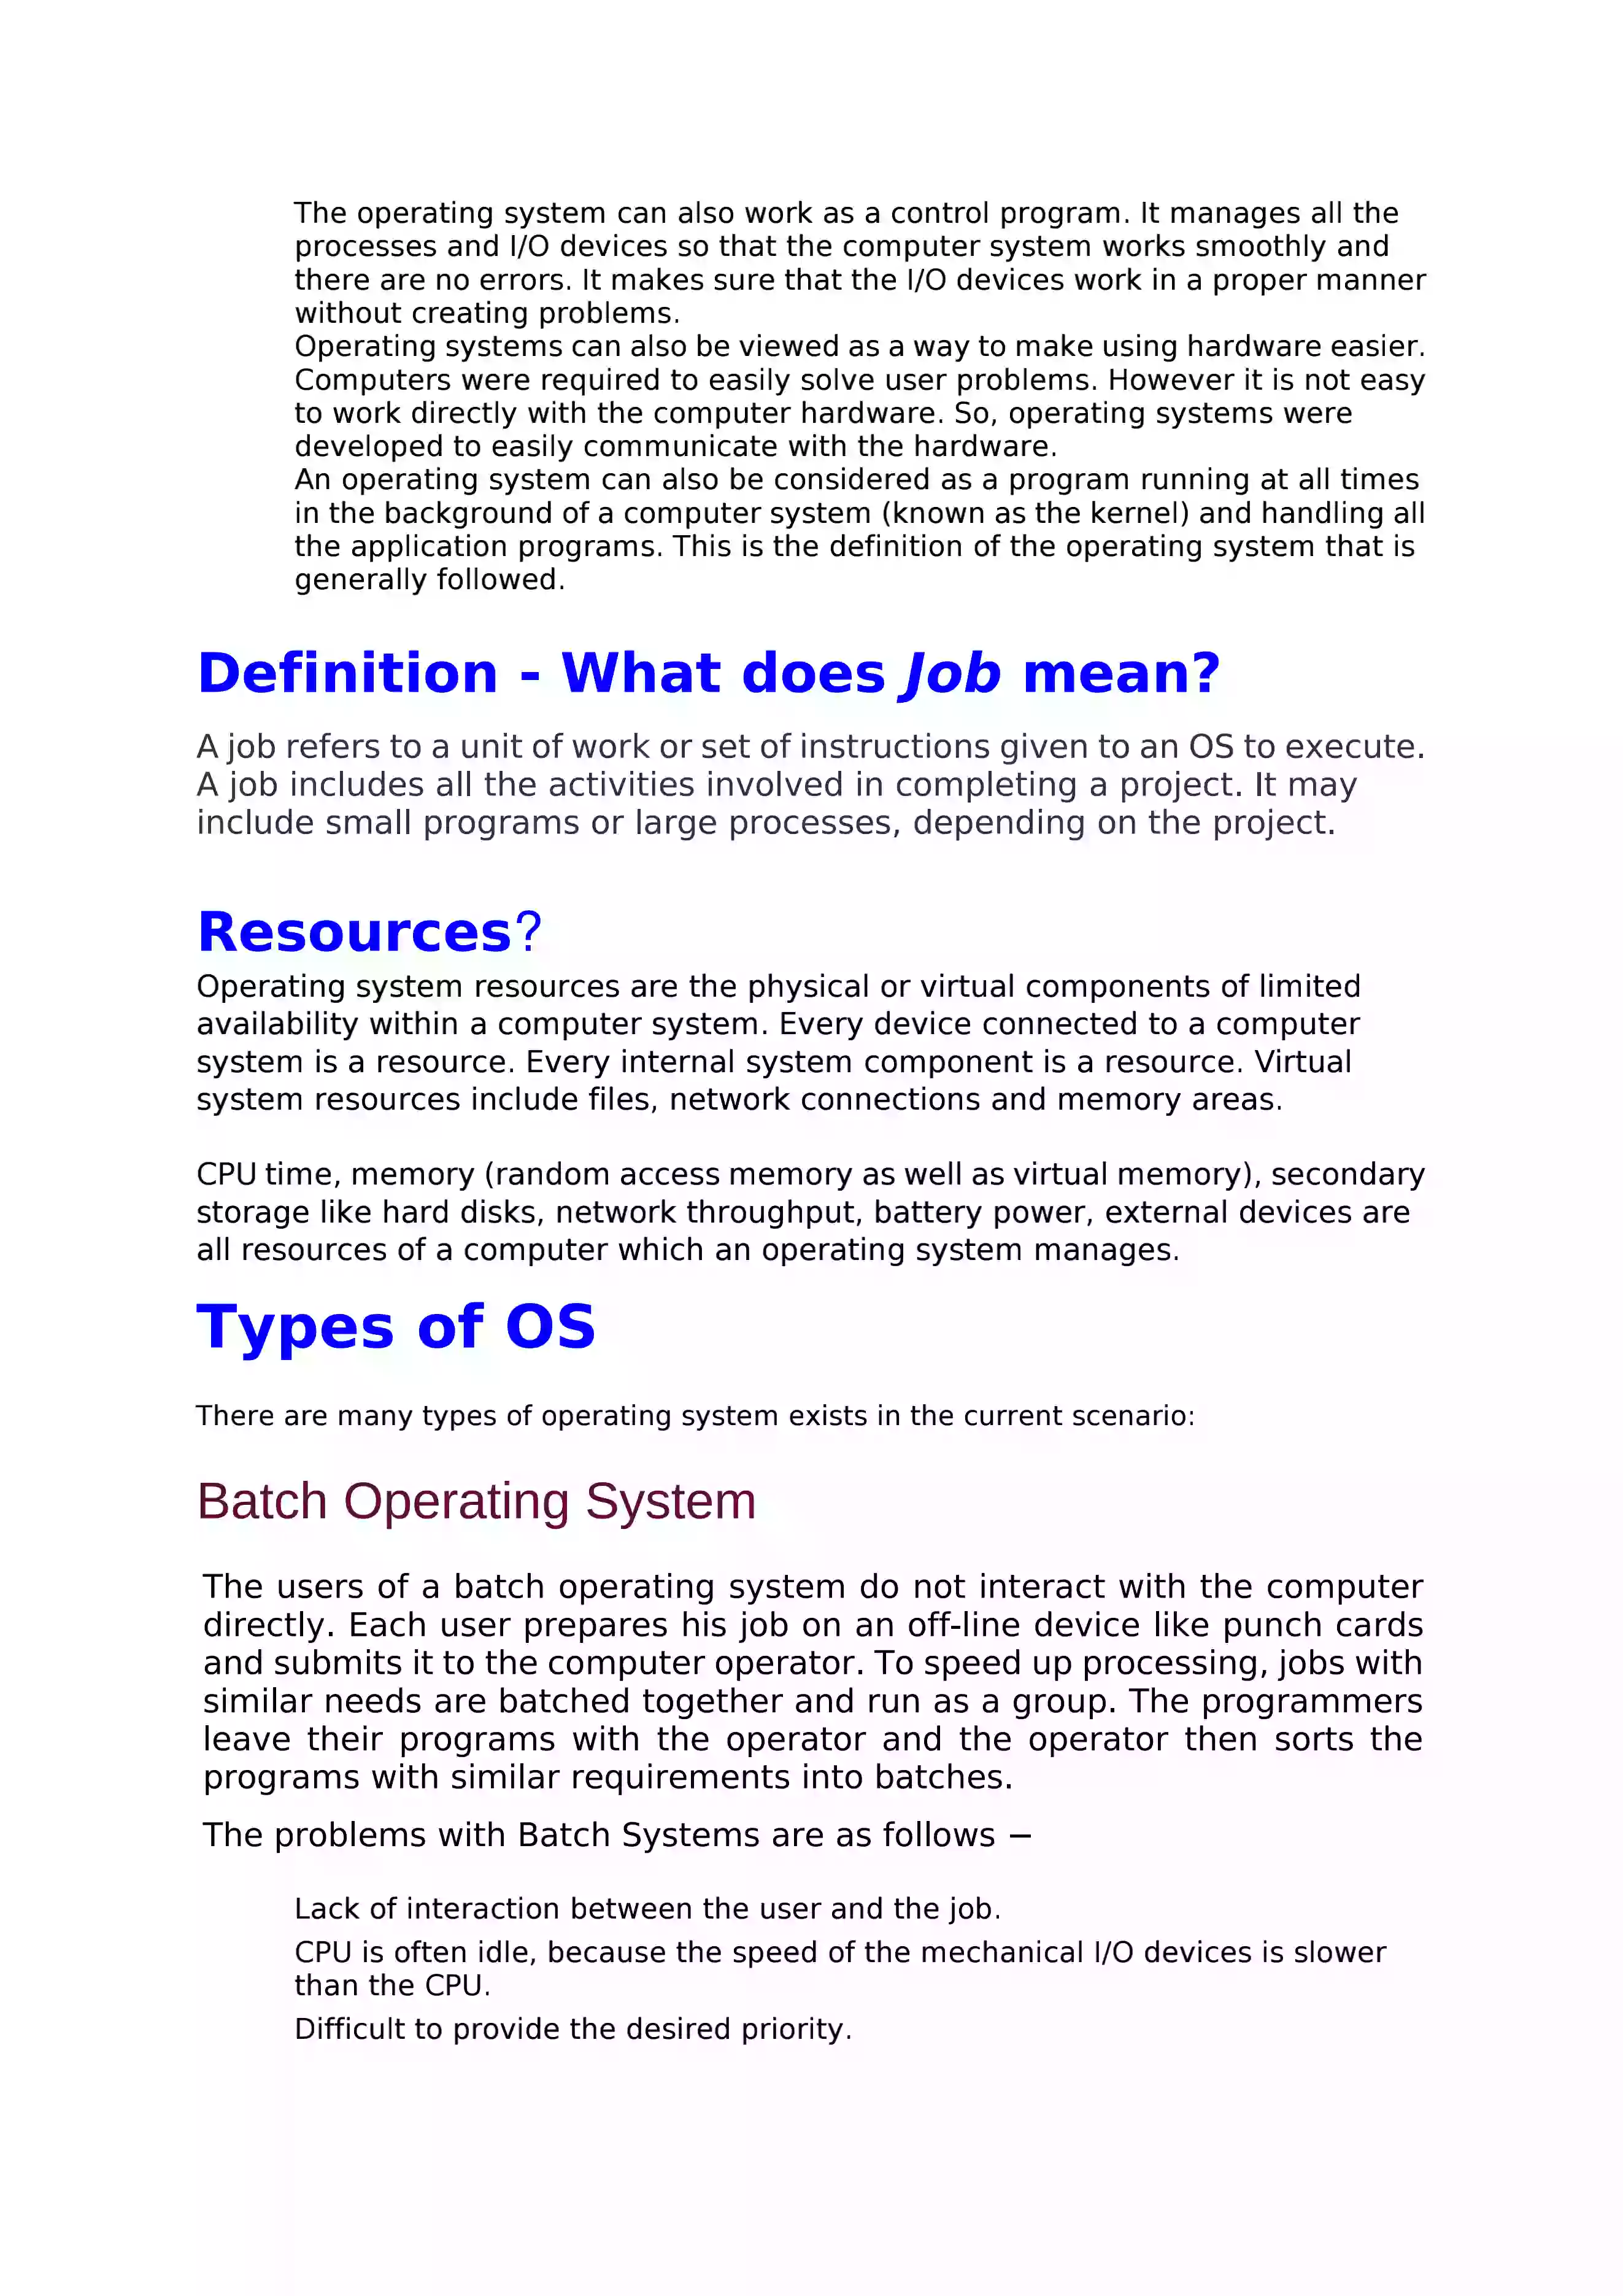 The operating system can also work as a control program. It manages all the
processes and I/O devices so that the computer system works smoothly and
there are no errors. It makes sure that the I/O devices work in a proper manner
without creating problems.
Operating systems can also be viewed as a way to make using hardware easier.
Computers were required to easily solve user problems. However it is not easy
to work directly with the computer hardware. So, operating systems were
developed to easily communicate with the hardware.
An operating system can also be considered as a program running at all times
in the background of a computer system (known as the kernel) and handling all
the application programs. This is the definition of the operating system that is
generally followed.
Definition - What does Job mean?
A job refers to a unit of work or set of instructions given to an OS to execute.
A job includes all the activities involved in completing a project. It may
include small programs or large processes, depending on the project.
Resources?
Operating system resources are the physical or virtual components of limited
availability within a computer system. Every device connected to a computer
system is a resource. Every internal system component is a resource. Virtual
system resources include files, network connections and memory areas.
CPU time, memory (random access memory as well as virtual memory), secondary
storage like hard disks, network throughput, battery power, external devices are
all resources of a computer which an operating system manages.
Types of OS
There are many types of operating system exists in the current scenario:
Batch Operating System
The users of a batch operating system do not interact with the computer
directly. Each user prepares his job on an off-line device like punch cards
and submits it to the computer operator. To speed up processing, jobs with
similar needs are batched together and run as a group. The programmers
leave their programs with the operator and the operator then sorts the
programs with similar requirements into batches.
The problems with Batch Systems are as follows −
Lack of interaction between the user and the job.
CPU is often idle, because the speed of the mechanical I/O devices is slower
than the CPU.
Difficult to provide the desired priority.